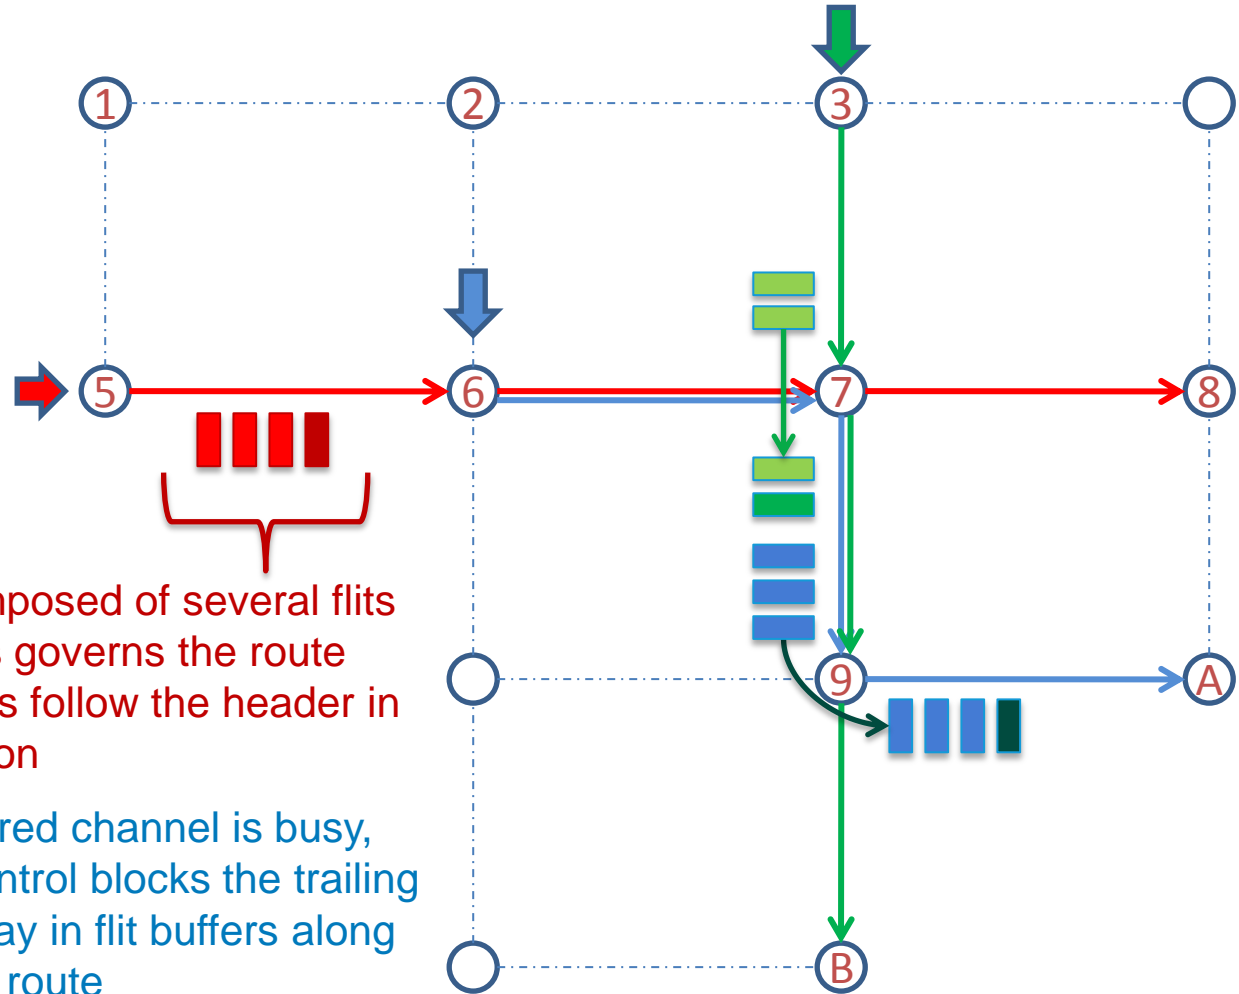 1
2
3
5
6
7
8
9
A
B
nposed of several flits
s governs the route
s follow the header in
on
red channel is busy,
ntrol blocks the trailing
ay in flit buffers along
route